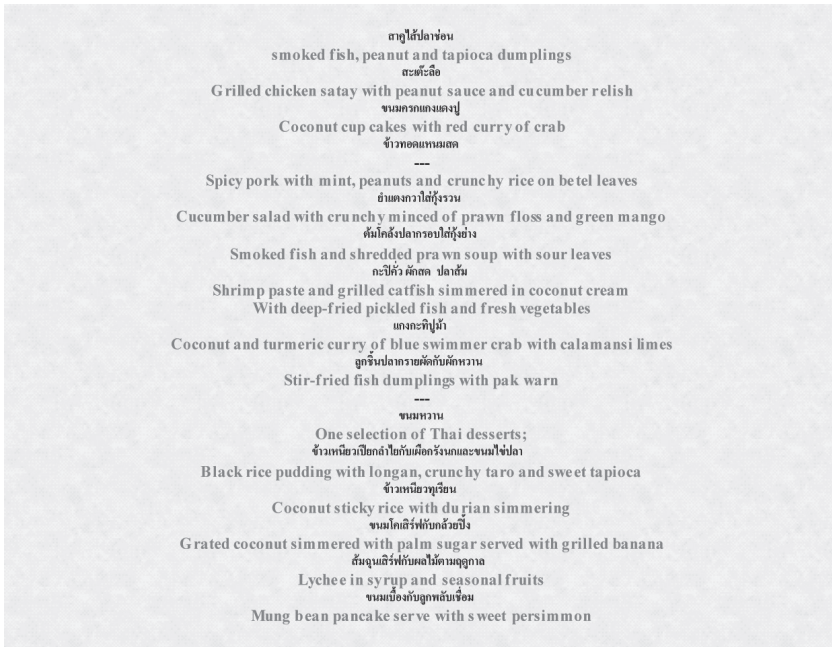 สาคูไส้ปลาช่อน
smoked fish, peanut and tapioca dumplings
สะเต๊ะลือ
Grilled chicken satay with peanut sauce and cucumber relish
ขนมครกแกงแดงปู
Coconut cup cakes with red curry of crab
ข้าวทอดแหนมสด
---
Spicy pork with mint, peanuts and crunchy rice on betel leaves
ยำแตงกวาใส่กุ้งรวน
Cucumber salad with crunchy minced of prawn floss and green mango
ต้มโคล้งปลากรอบใส่กุ้งย่าง
Smoked fish and shredded prawn soup with sour leaves
กะปิคั่ว ผักสด ปลาส้ม
Shrimp paste and grilled catfish simmered in coconut cream
With deep-fried pickled fish and fresh vegetables
แกงกะทิปูม้า
Coconut and turmeric curry of blue swimmer crab with calamansi limes
ลูกชิ้นปลากรายผัดกับผักหวาน
Stir-fried fish dumplings with pak warn
---
ขนมหวาน
One selection of Thai desserts;
ข้าวเหนียวเปียกลำไยกับเผือกรังนกและขนมไข่ปลา
Black rice pudding with longan, crunchy taro and sweet tapioca
ข้าวเหนียวทุเรียน
Coconut sticky rice with durian simmering
ขนมโคเสิร์ฟกับกล้วยปิ้ง
Grated coconut simmered with palm sugar served with grilled banana
ส้มฉุนเสิร์ฟกับผลไม้ตามฤดูกาล
Lychee in syrup and seasonal fruits
ขนมเบื้องกับลูกพลับเชื่อม
Mung bean pancake serve with sweet persimmon